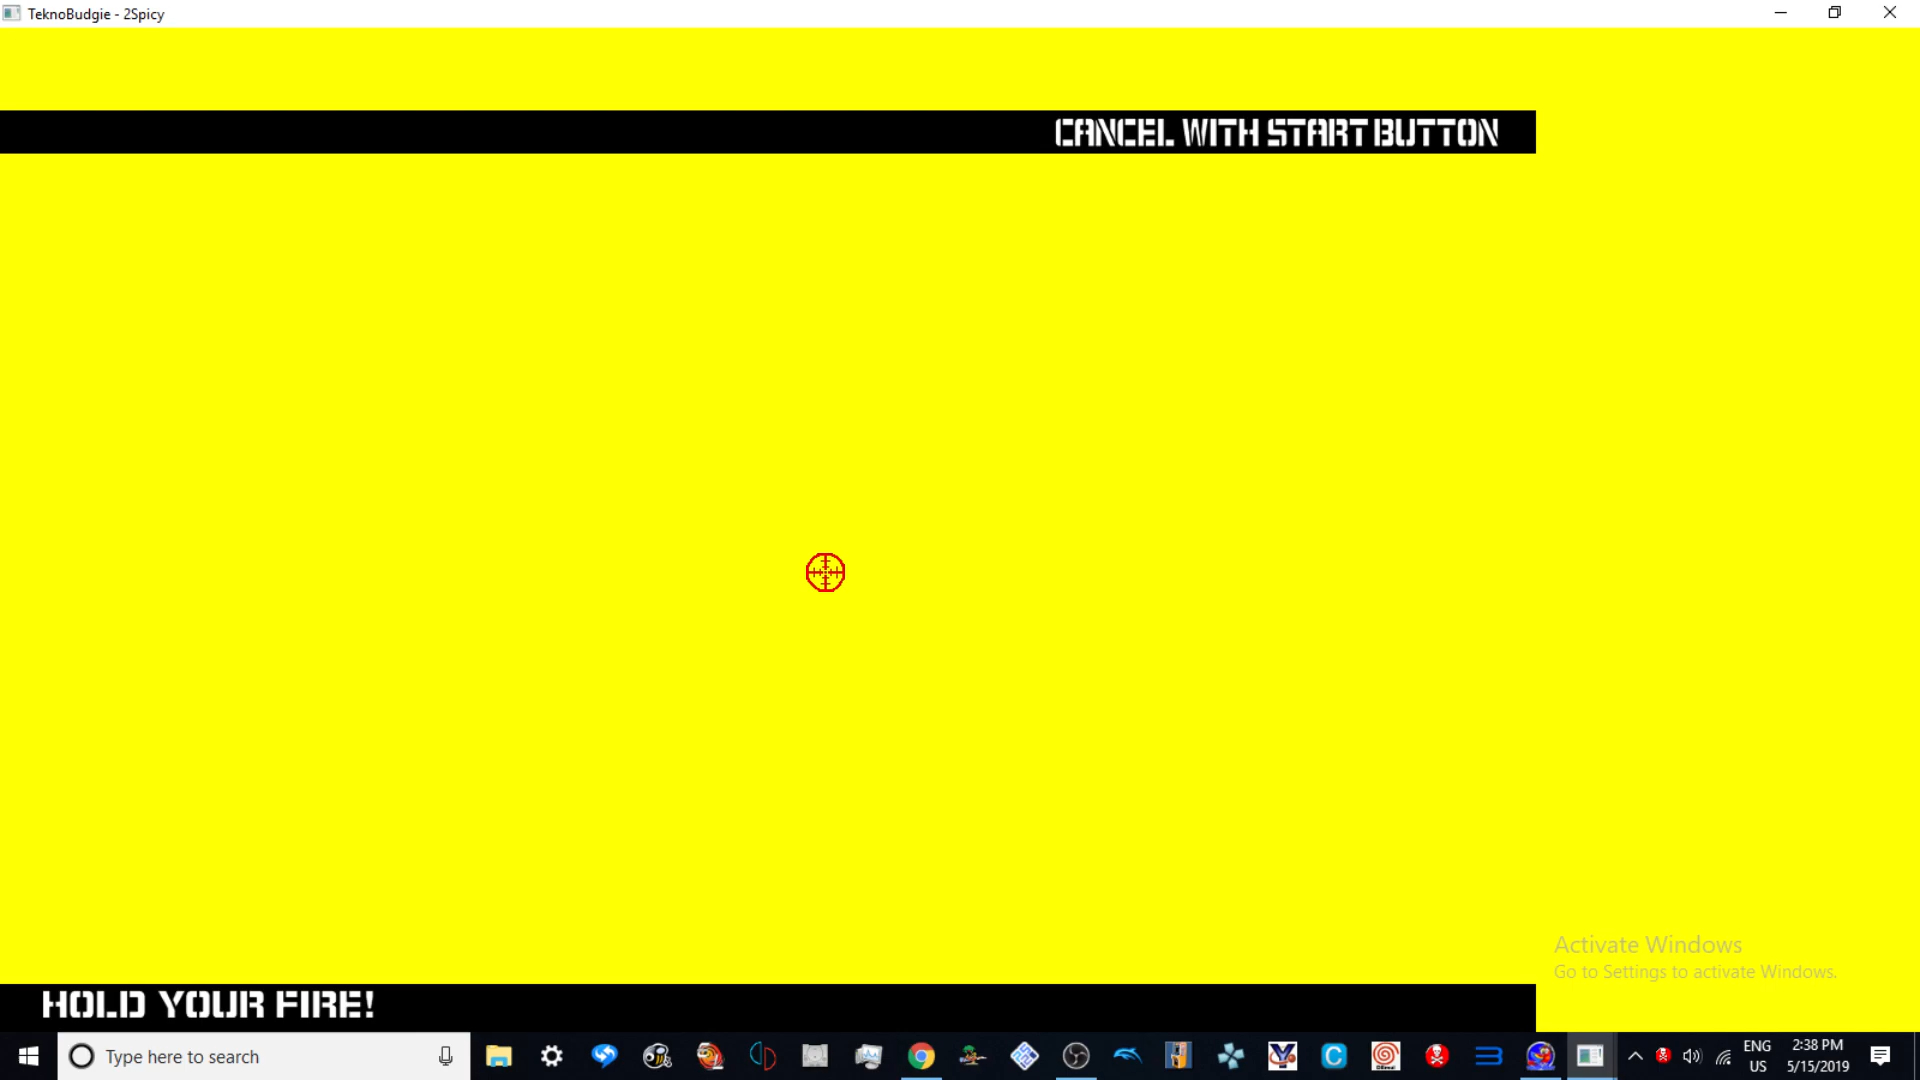 TeknoBudgie - 2Spicy
CANCEL WITH START BUTTON
Activate Windows
Go to Settings to activate Windows.
HOLD YOUR FIRE!
Type here to search
ENG
US
2:38 PM
5/15/2019